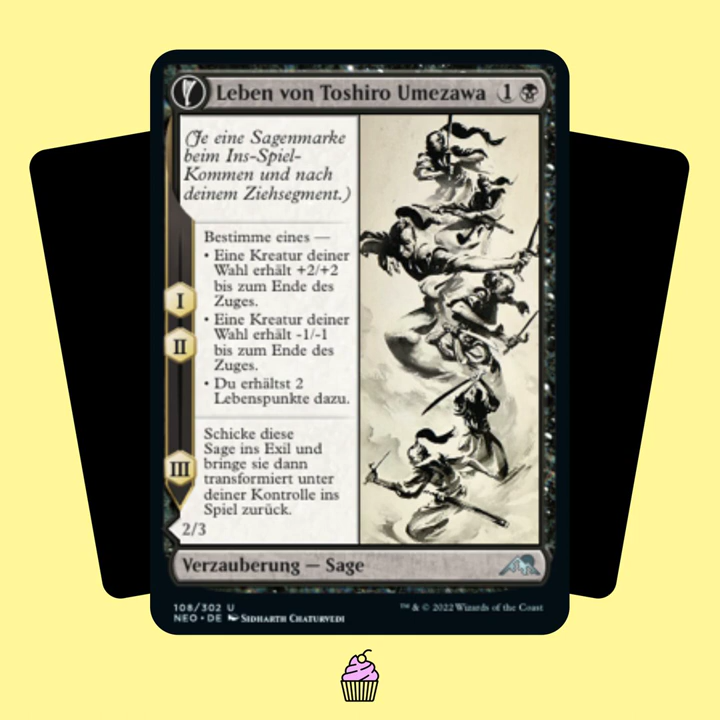 Leben von Toshiro Umezawa 1
(Je eine Sagenmarke
beim Ins-Spiel-
Kommen und nach
deinem Ziehsegment.)
Bestimme eines —
• Eine Kreatur deiner
Wahl erhält +2/+2
bis zum Ende des
Zuges.
• Eine Kreatur deiner
Wahl erhält -1/-1
bis zum Ende des
Zuges.
• Du erhältst 2
Lebenspunkte dazu.
I
II
Schicke diese
Sage ins Exil und
bringe sie dann
transformiert unter
deiner Kontrolle ins
Spiel zurück.
III
2/3
Verzauberung — Sage
108/302 U
NEO • DE Sidharth Chaturvedi
™ & © 2022 Wizards of the Coast